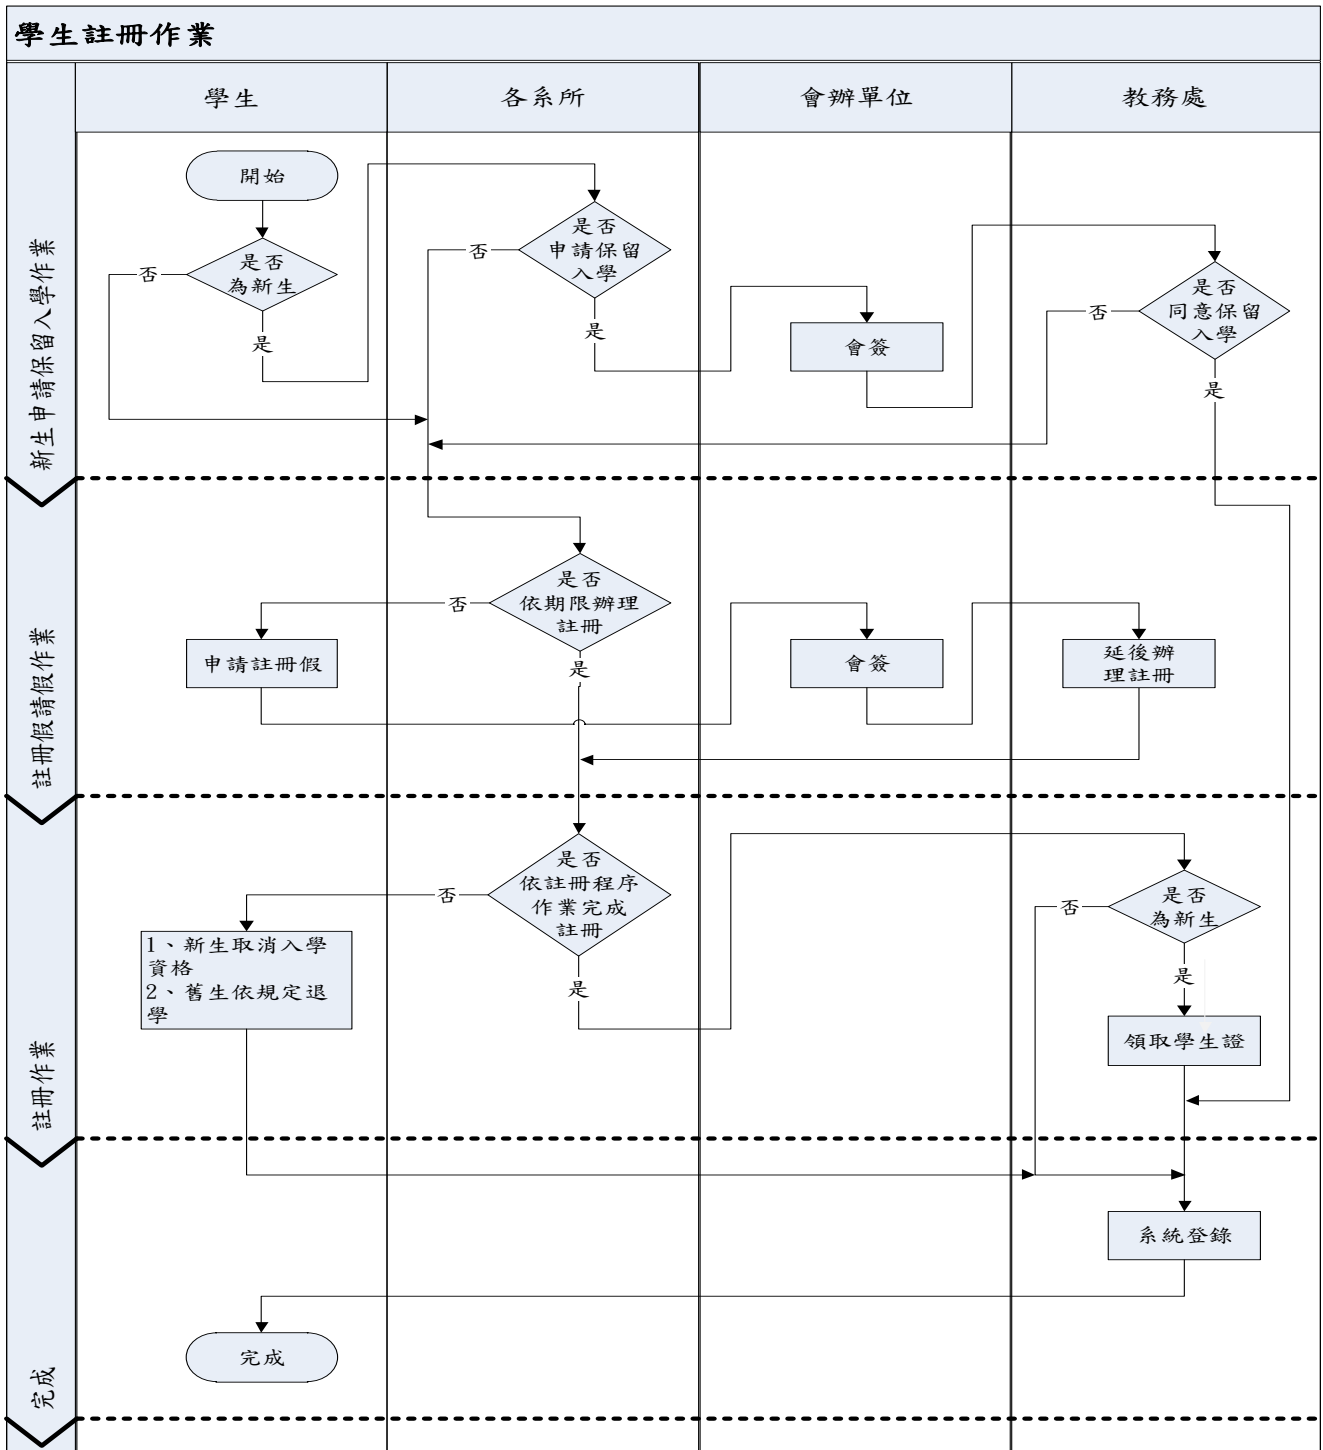 學生註冊作業
學生
各系所
會辦單位
教務處
新生申請保留入學作業
開始
是否
為新生
否
是
是否
申請保留
入學
否
是
會簽
是否
同意保留
入學
否
是
註冊假請假作業
是否
依期限辦理
註冊
否
是
申請註冊假
會簽
延後辦
理註冊
註冊作業
是否
依註冊程序
作業完成
註冊
否
是
1、新生取消入學
資格
2、舊生依規定退
學
是否
為新生
否
是
領取學生證
完成
系統登錄
完成